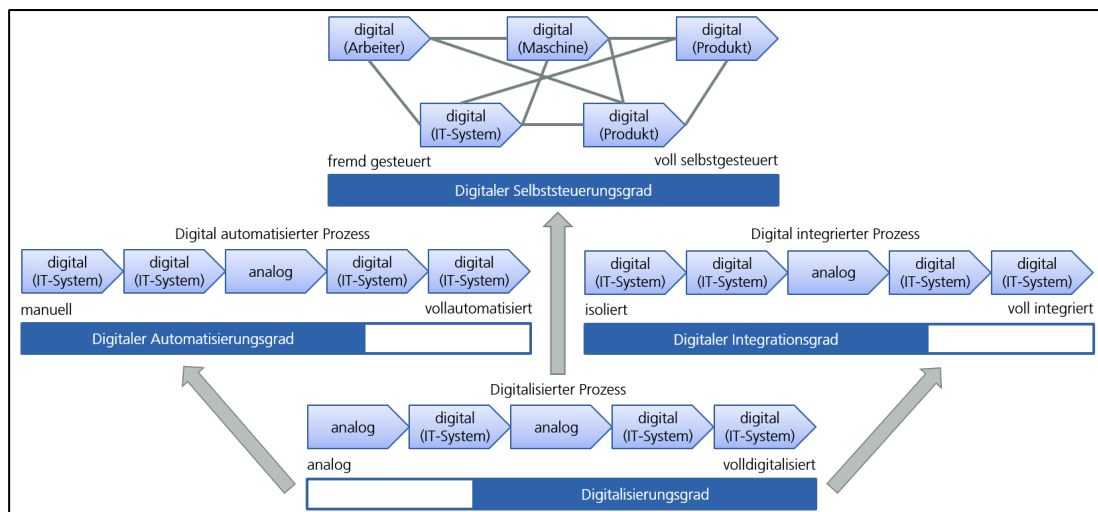 digital
(Arbeiter)
digital
(Maschine)
digital
(Produkt)
digital
(IT-System)
digital
(Produkt)
fremd gesteuert
voll selbstgesteuert
Digitaler Selbststeuerungsgrad
Digital automatisierter Prozess
digital
(IT-System)
digital
(IT-System)
analog
digital
(IT-System)
digital
(IT-System)
manuell
vollautomatisiert
Digitaler Automatisierungsgrad
Digital integrierter Prozess
digital
(IT-System)
digital
(IT-System)
analog
digital
(IT-System)
digital
(IT-System)
isoliert
voll integriert
Digitaler Integrationsgrad
Digitalisierter Prozess
analog
digital
(IT-System)
analog
digital
(IT-System)
digital
(IT-System)
analog
volldigitalisiert
Digitalisierungsgrad